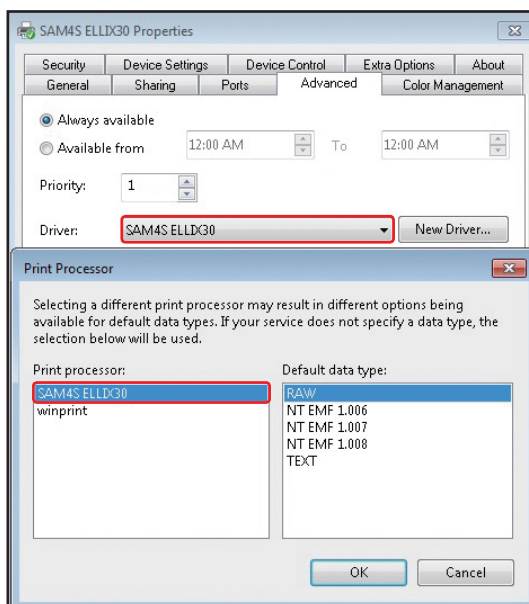 SAM4S ELLIX30 Properties
Security Device Settings Device Control Extra Options About
General Sharing Ports Advanced Color Management
Always available
Available from 12:00 AM To 12:00 AM
Priority: 1
Driver: SAM4S ELLIX30 New Driver...
Print Processor
Selecting a different print processor may result in different options being
available for default data types. If your service does not specify a data type, the
selection below will be used.
Print processor: Default data type:
SAM4S ELLIX30 RAW
winprint NT EMF 1.006
NT EMF 1.007
NT EMF 1.008
TEXT
OK Cancel